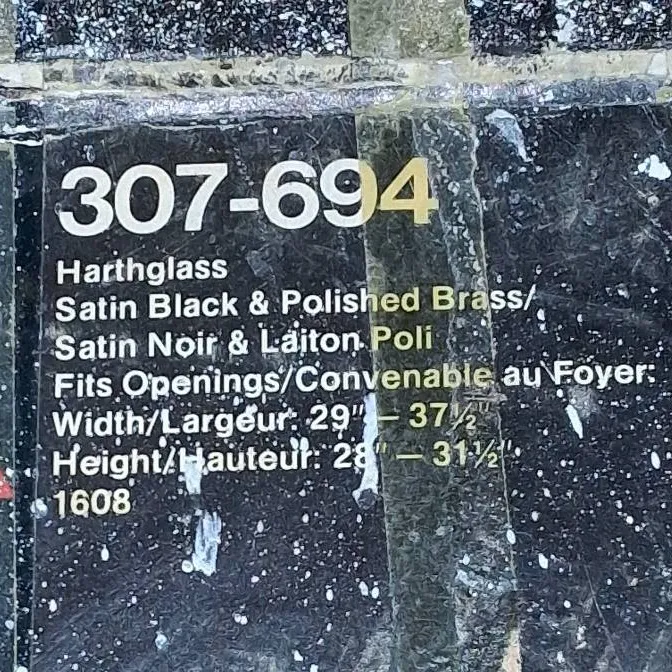 307-694
Harthglass
Satin Black & Polished Brass/
Satin Noir & Laiton Poli
Fits Openings/Convenable au Foyer:
Width/Largeur: 29" – 37½"
Height/Hauteur: 28" – 31½"
1608